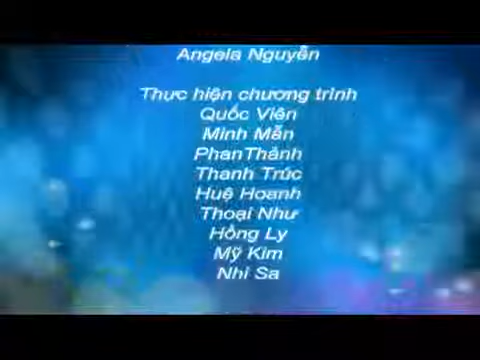 Angela Nguyễn
Thực hiện chương trình
Quốc Viên
Minh Mẫn
PhanThành
Thanh Trúc
Huệ Hoanh
Thoại Như
Hồng Ly
Mỹ Kim
Nhi Sa